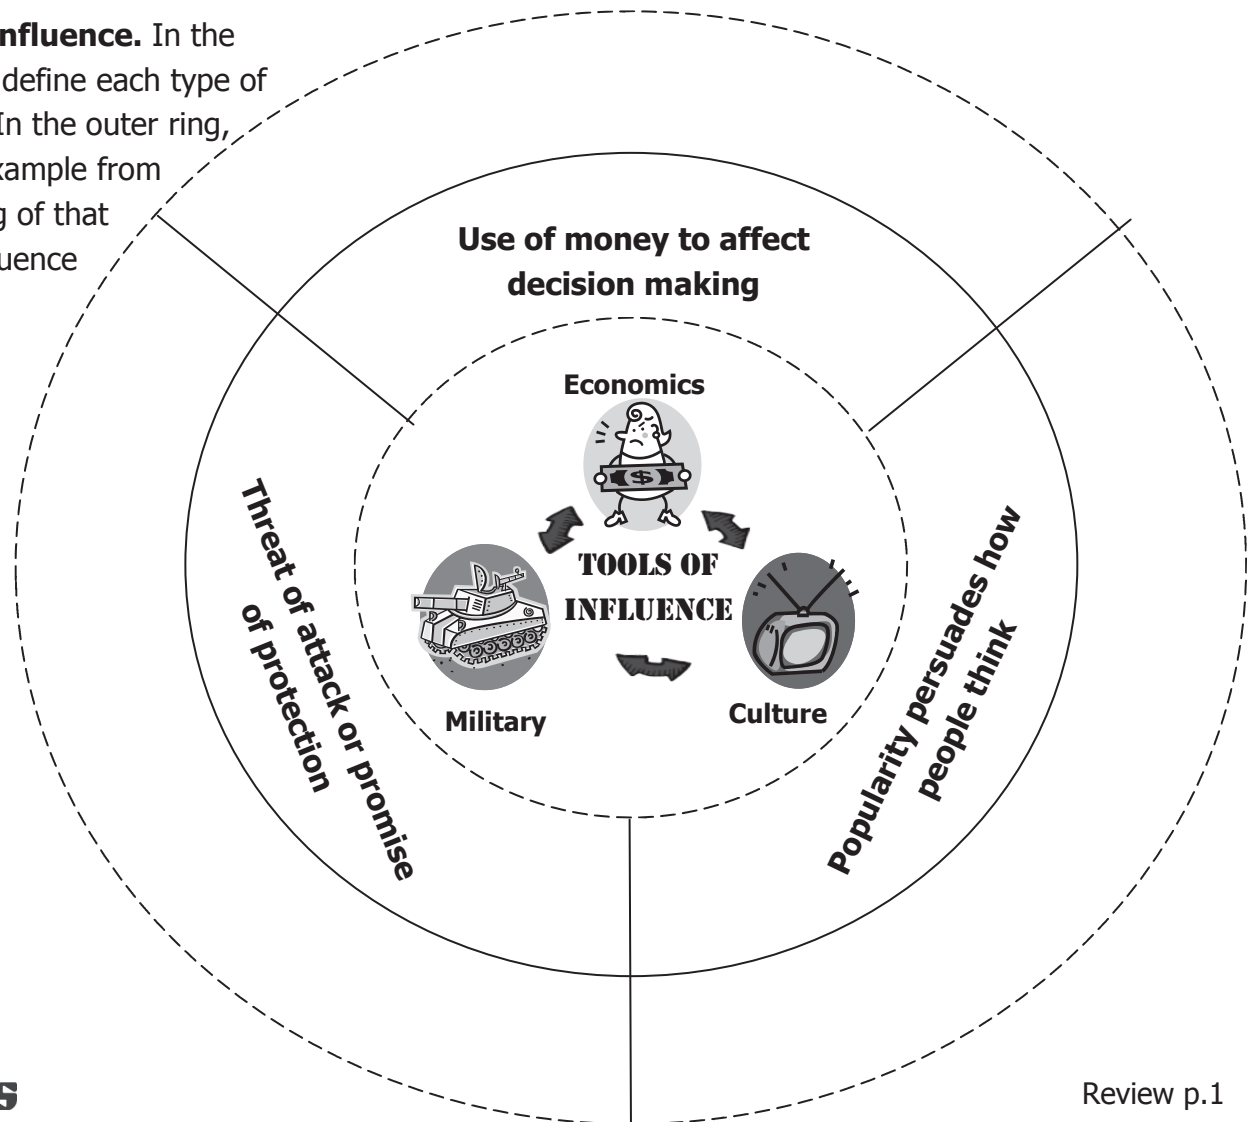 nfluence. In the
define each type of
In the outer ring,
xample from
g of that
uence
Use of money to affect
decision making
Economics
$
TOOLS OF
INFLUENCE
Military
Culture
Threat of attack or promise
of protection
Popularity persuades how
people think
S
Review p.1